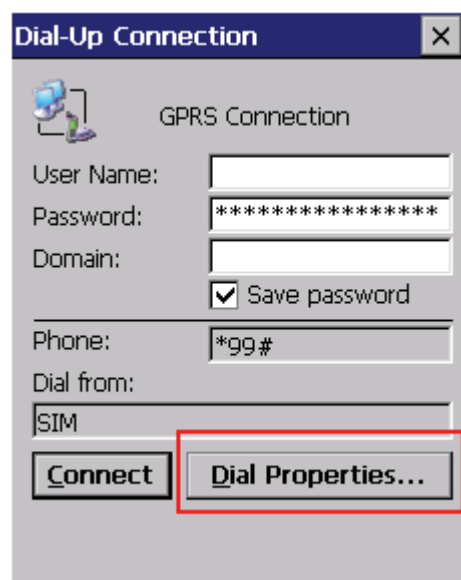 Dial-Up Connection
GPRS Connection
User Name:
Password: ****************
Domain:
Save password
Phone: *99#
Dial from:
SIM
Connect Dial Properties...